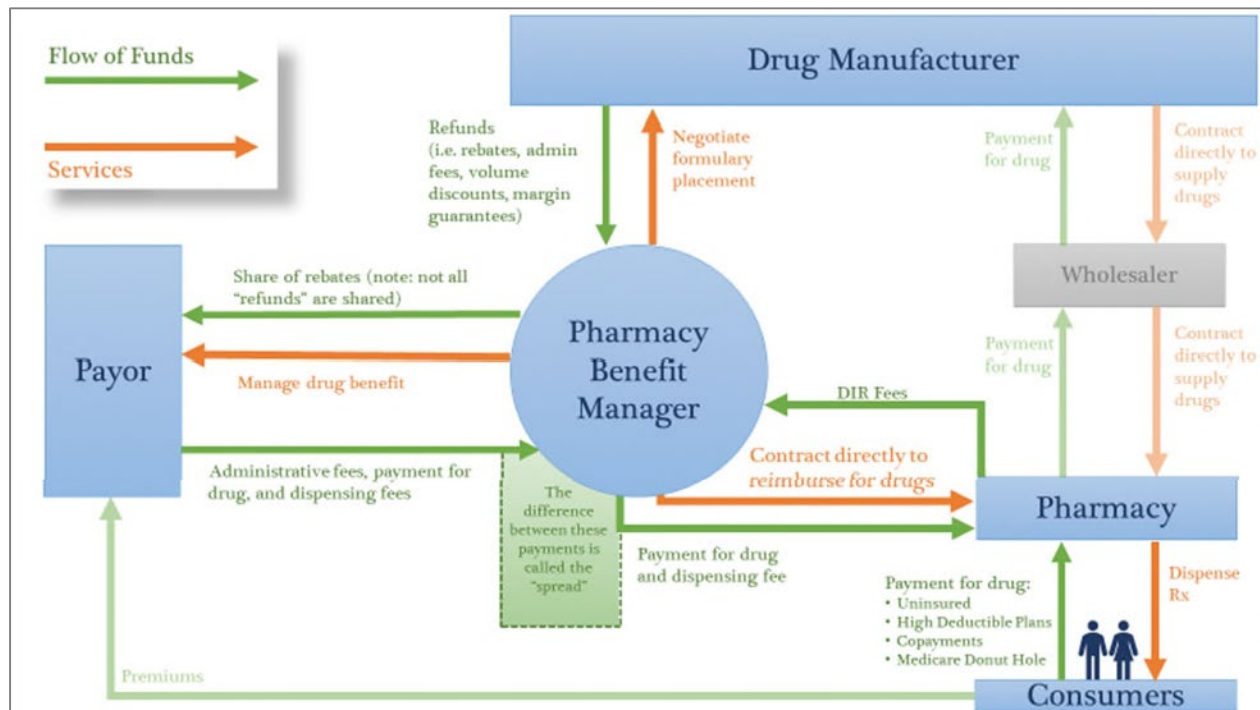 Flow of Funds
Services
Drug Manufacturer
Refunds
(i.e. rebates, admin
fees, volume
discounts, margin
guarantees)
Negotiate
formulary
placement
Payment
for drug
Contract
directly to
supply
drugs
Wholesaler
Payment
for drug
Contract
directly to
supply
drugs
Share of rebates (note: not all
"refunds" are shared)
Payor
Manage drug benefit
Pharmacy
Benefit
Manager
DIR Fees
Administrative fees, payment for
drug, and dispensing fees
The
difference
between these
payments is
called the
"spread"
Contract directly to
reimburse for drugs
Payment for drug
and dispensing fee
Pharmacy
Payment for drug:
• Uninsured
• High Deductible Plans
• Copayments
• Medicare Donut Hole
Dispense
Rx
Premiums
Consumers